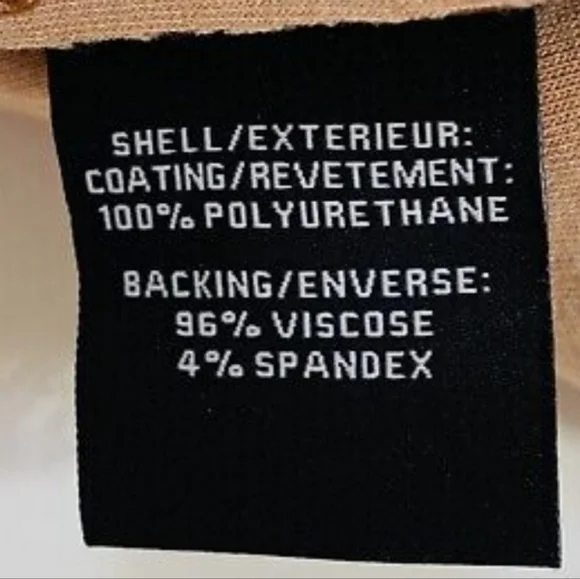 SHELL/EXTERIEUR:
COATING/REVETEMENT:
100% POLYURETHANE
BACKING/ENVERSE:
96% VISCOSE
4% SPANDEX